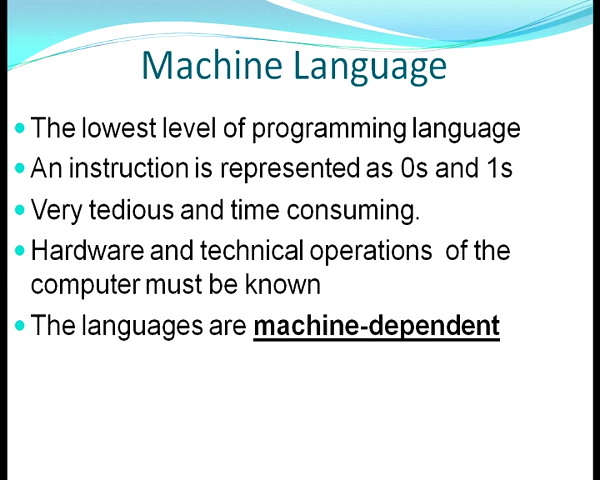 Machine Language
The lowest level of programming language
An instruction is represented as 0s and 1s
Very tedious and time consuming.
Hardware and technical operations of the
computer must be known
The languages are machine-dependent